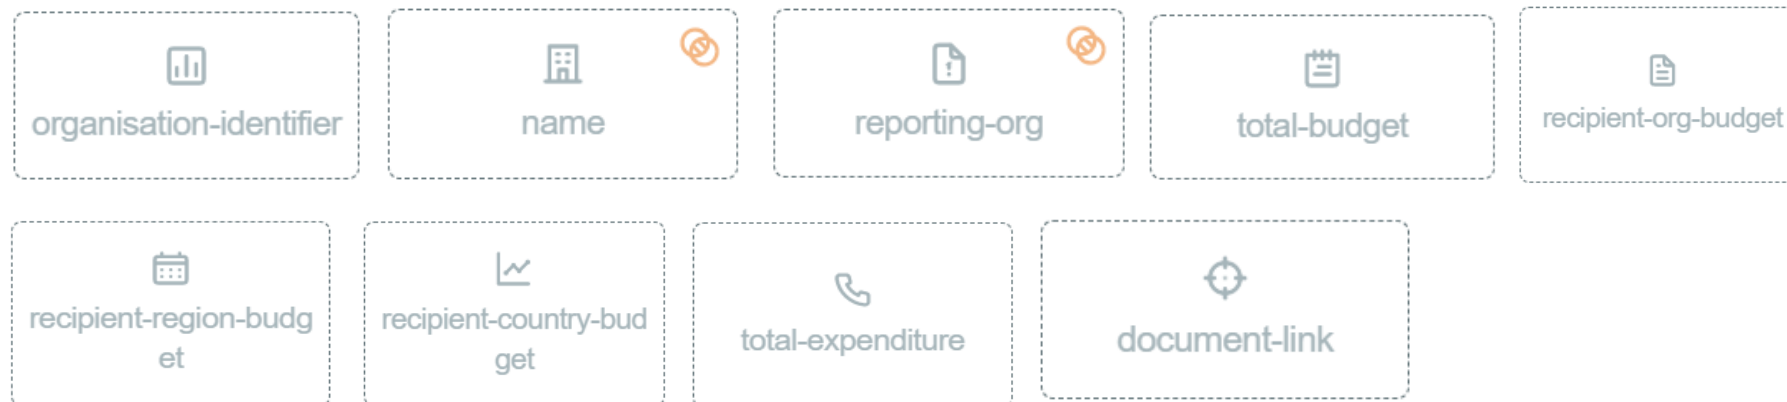 organisation-identifier
name
reporting-org
total-budget
recipient-org-budget
recipient-region-budg
et
recipient-country-bud
get
total-expenditure
document-link